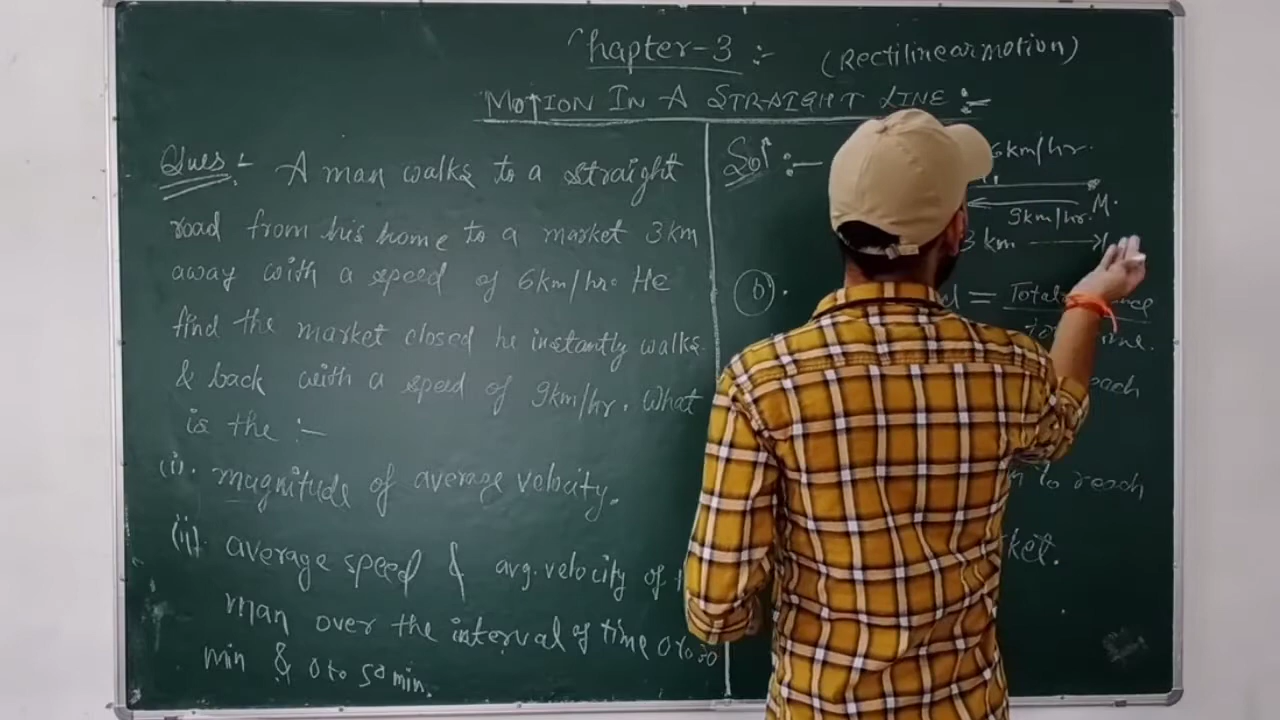 Chapter-3 :-
(Rectilinear motion)
MOTION IN A STRAIGHT LINE :-
Ques :- A man walks to a straight
road from his home to a market 3km
away with a speed of 6km/hr. He
find the market closed he instantly walks
& back with a speed of 9km/hr. What
is the :-
(i). magnitude of average velocity.
(ii). average speed & avg. velocity of
man over the interval of time 0 to 30
min & 0 to 50 min.
Sol :-
6km/hr.
9km/hr. M.
3 km
(b).
= Total
reach
to reach